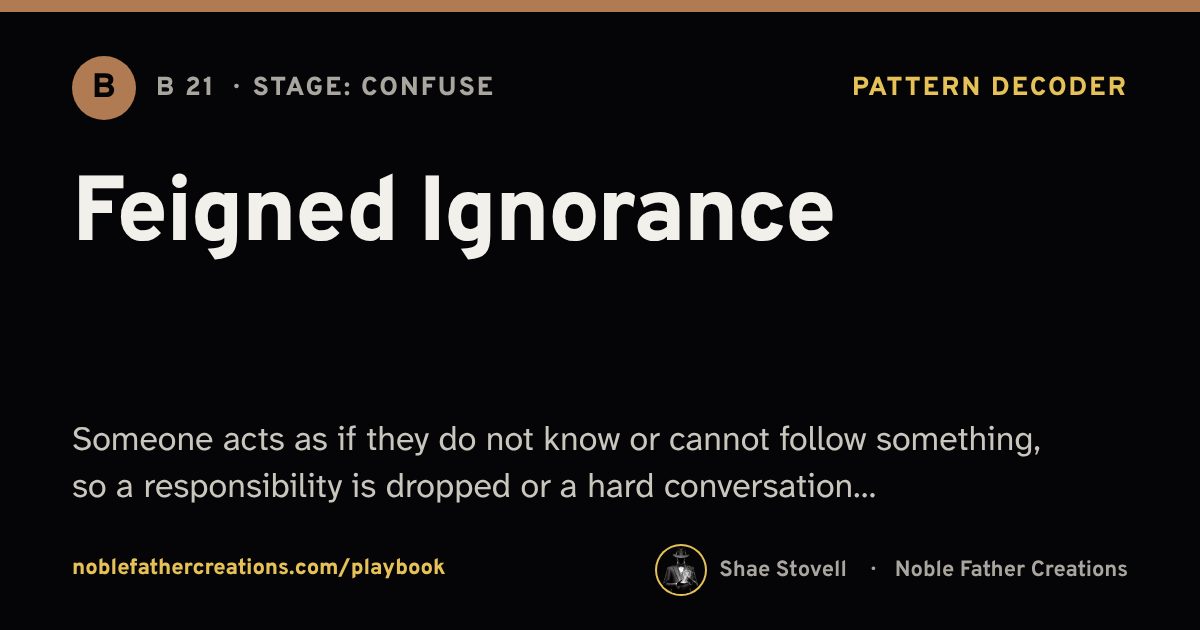 B
B 21 · STAGE: CONFUSE
PATTERN DECODER
Feigned Ignorance
Someone acts as if they do not know or cannot follow something,
so a responsibility is dropped or a hard conversation...
noblefathercreations.com/playbook
Shae Stovell · Noble Father Creations